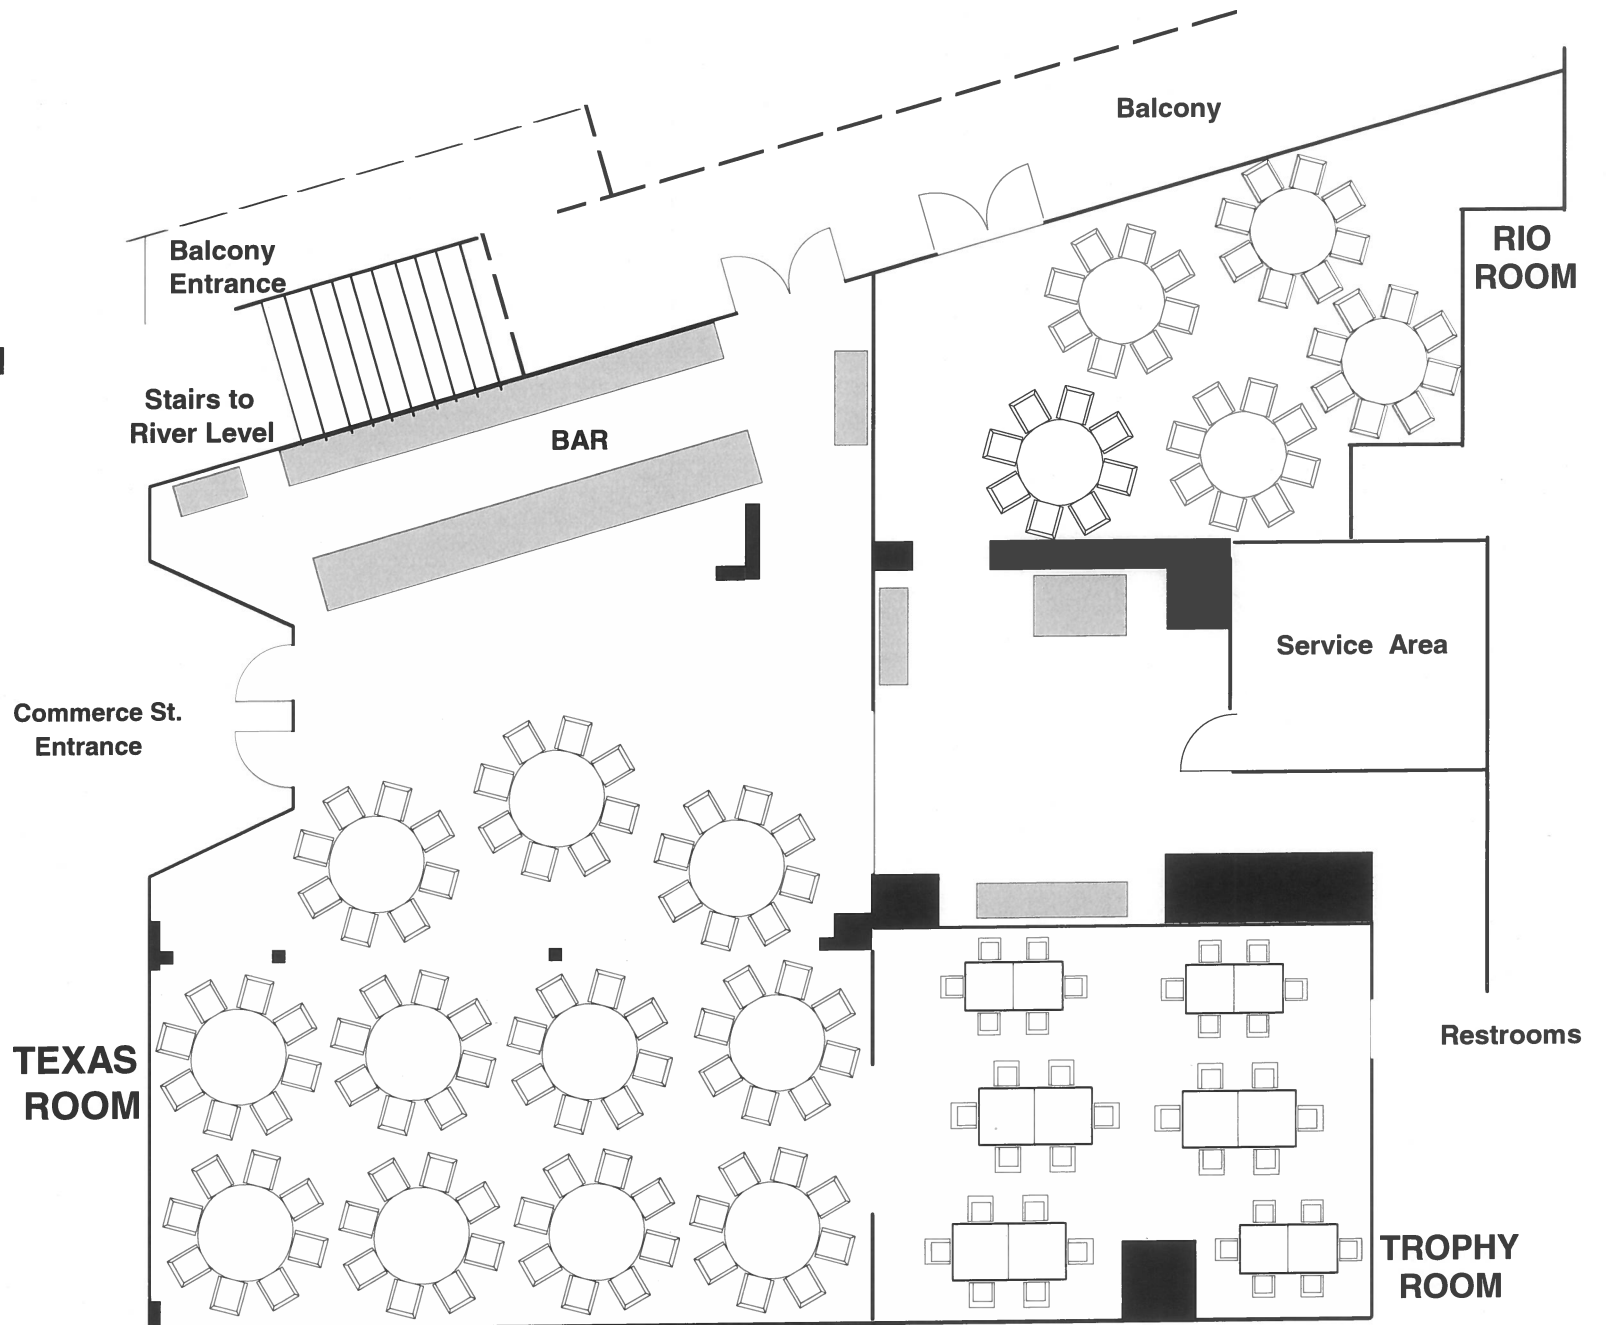 Balcony
Balcony
Entrance
RIO
ROOM
Stairs to
River Level
BAR
Service Area
Commerce St.
Entrance
TEXAS
ROOM
Restrooms
TROPHY
ROOM